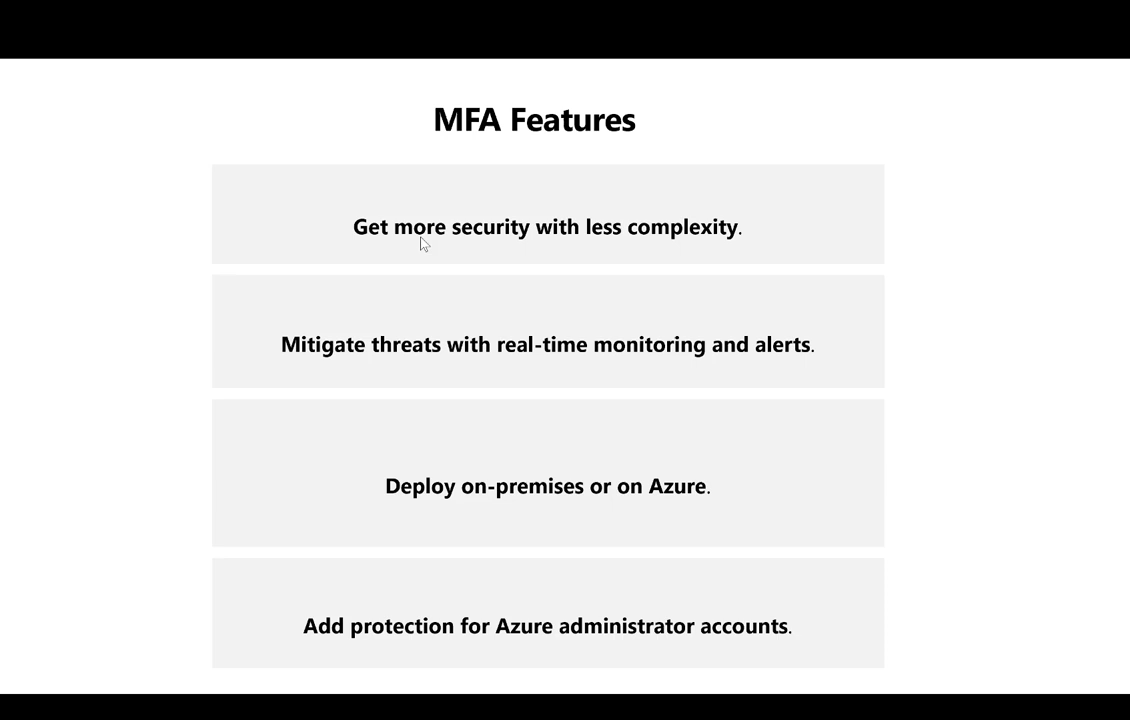 MFA Features
Get more security with less complexity.
Mitigate threats with real-time monitoring and alerts.
Deploy on-premises or on Azure.
Add protection for Azure administrator accounts.